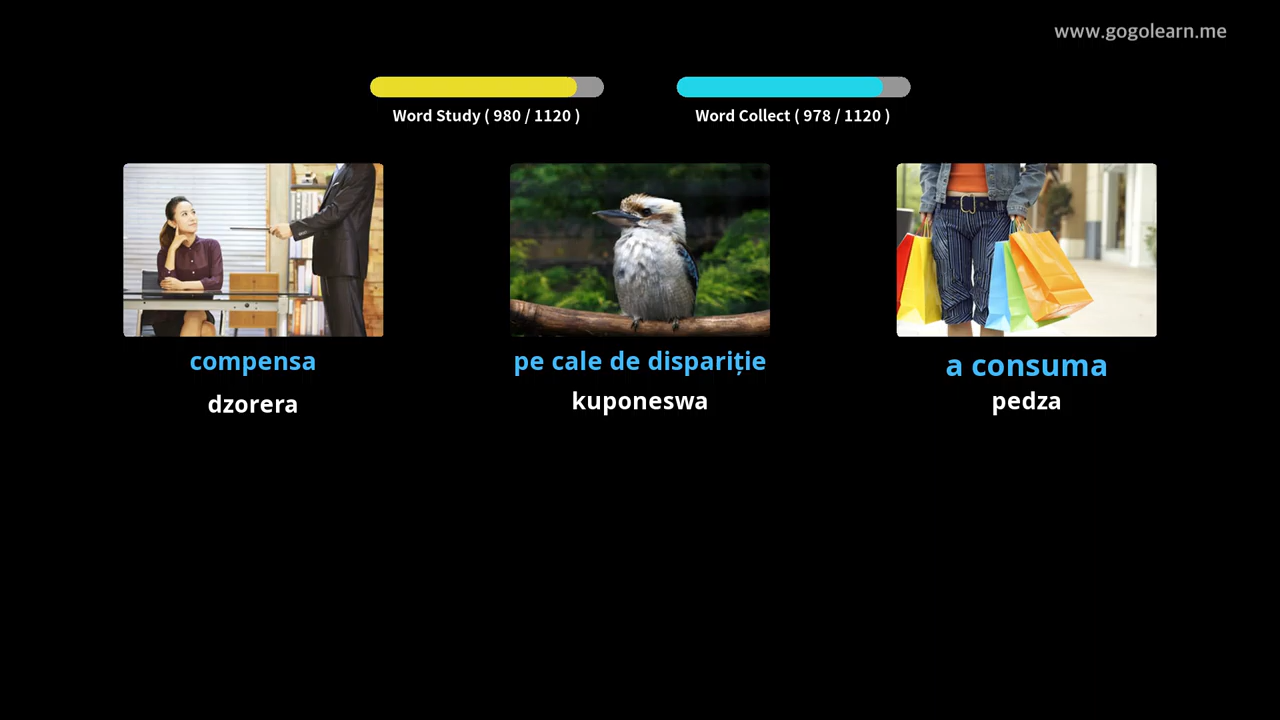 www.gogolearn.me
Word Study ( 980 / 1120 )
Word Collect ( 978 / 1120 )
compensa
pe cale de dispariție
a consuma
dzorera
kuponeswa
pedza